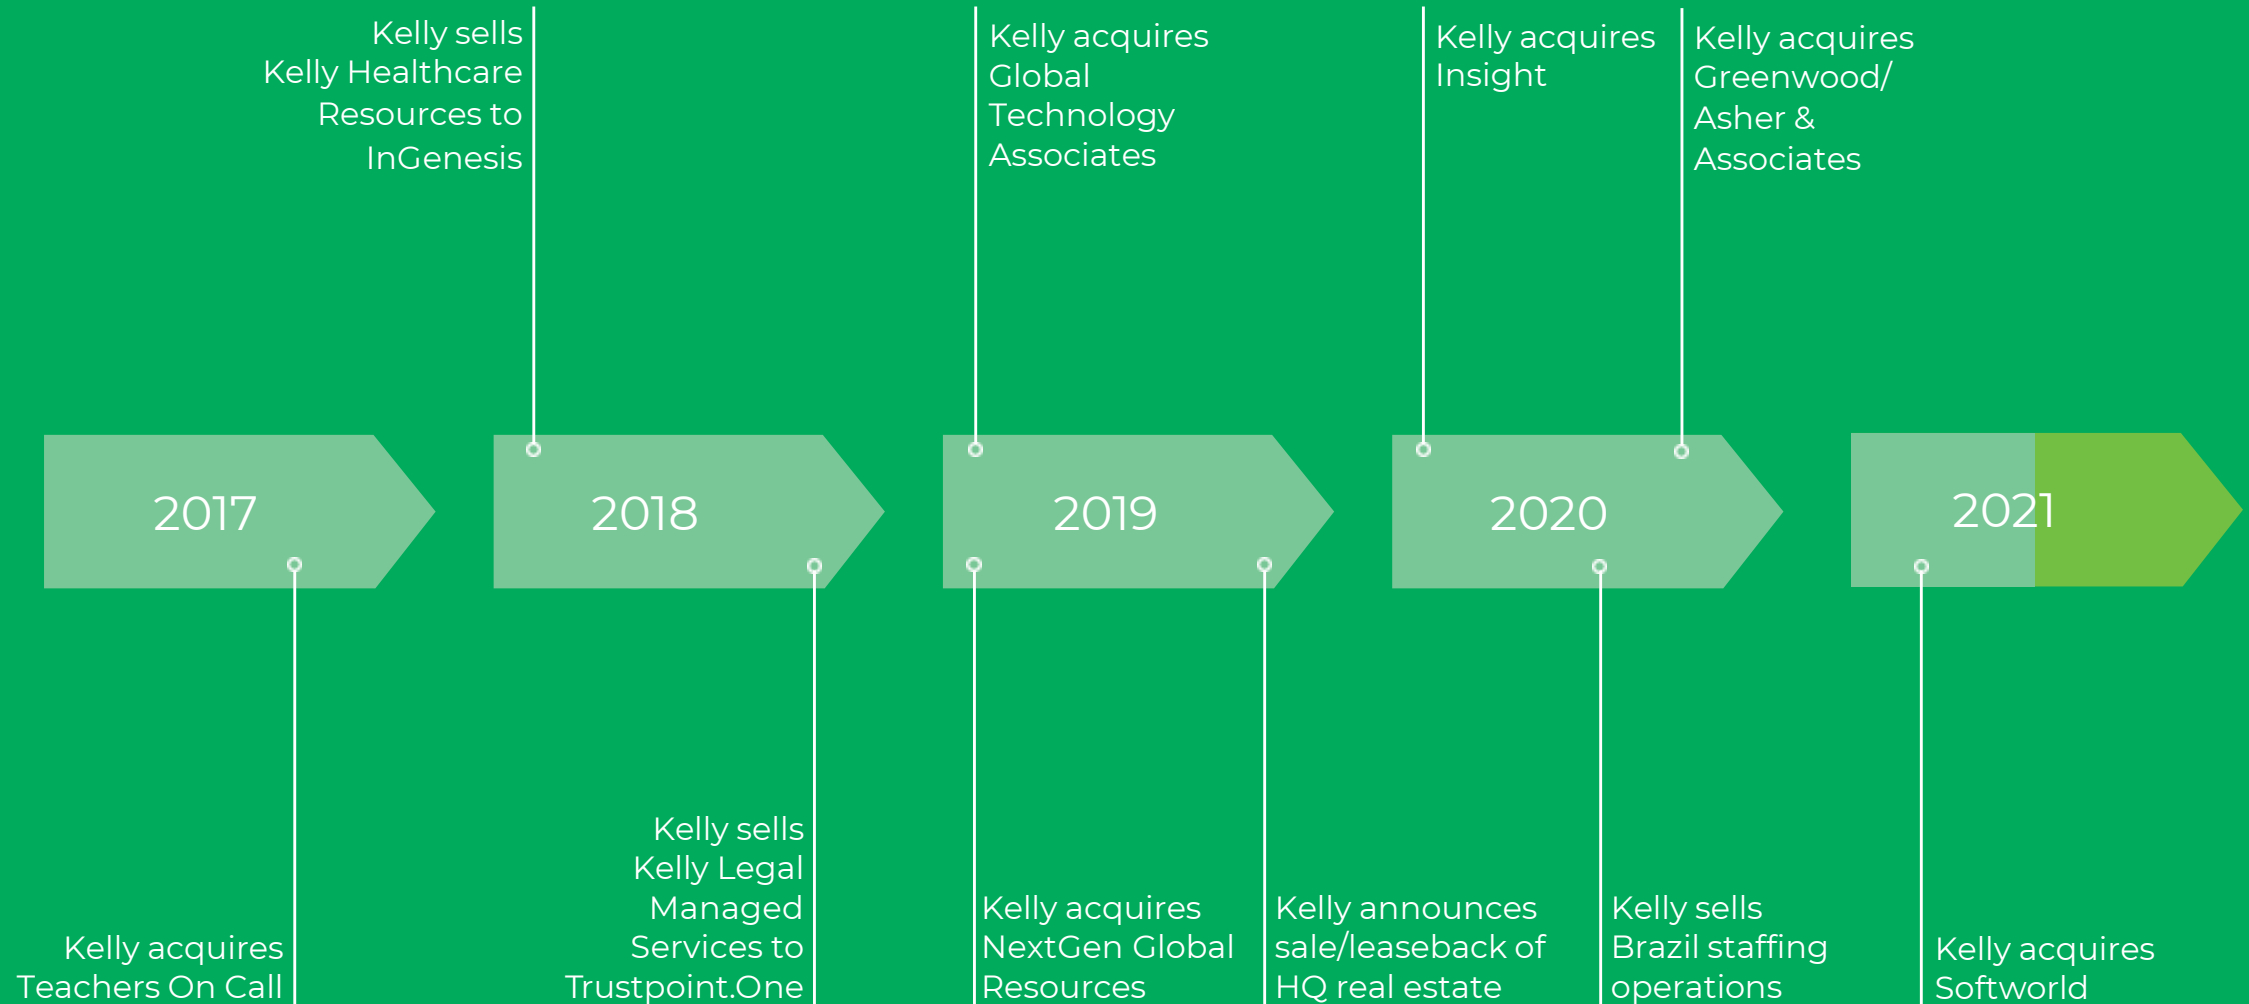 Kelly sells
Kelly Healthcare
Resources to
InGenesis
Kelly acquires
Global
Technology
Associates
Kelly acquires
Insight
Kelly acquires
Greenwood/
Asher &
Associates
2017
2018
2019
2020
2021
Kelly acquires
Teachers On Call
Kelly sells
Kelly Legal
Managed
Services to
Trustpoint.One
Kelly acquires
NextGen Global
Resources
Kelly announces
sale/leaseback of
HQ real estate
Kelly sells
Brazil staffing
operations
Kelly acquires
Softworld